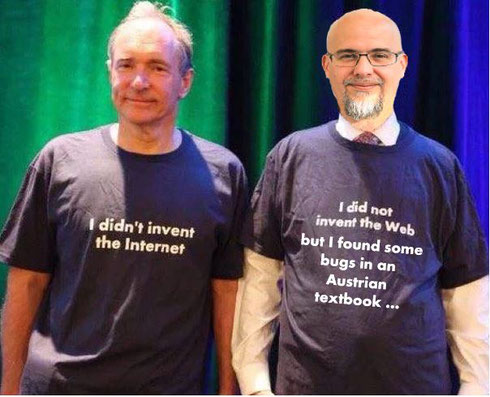 I didn't invent
the Internet
I did not
invent the Web
but I found some
bugs in an
Austrian
textbook ...